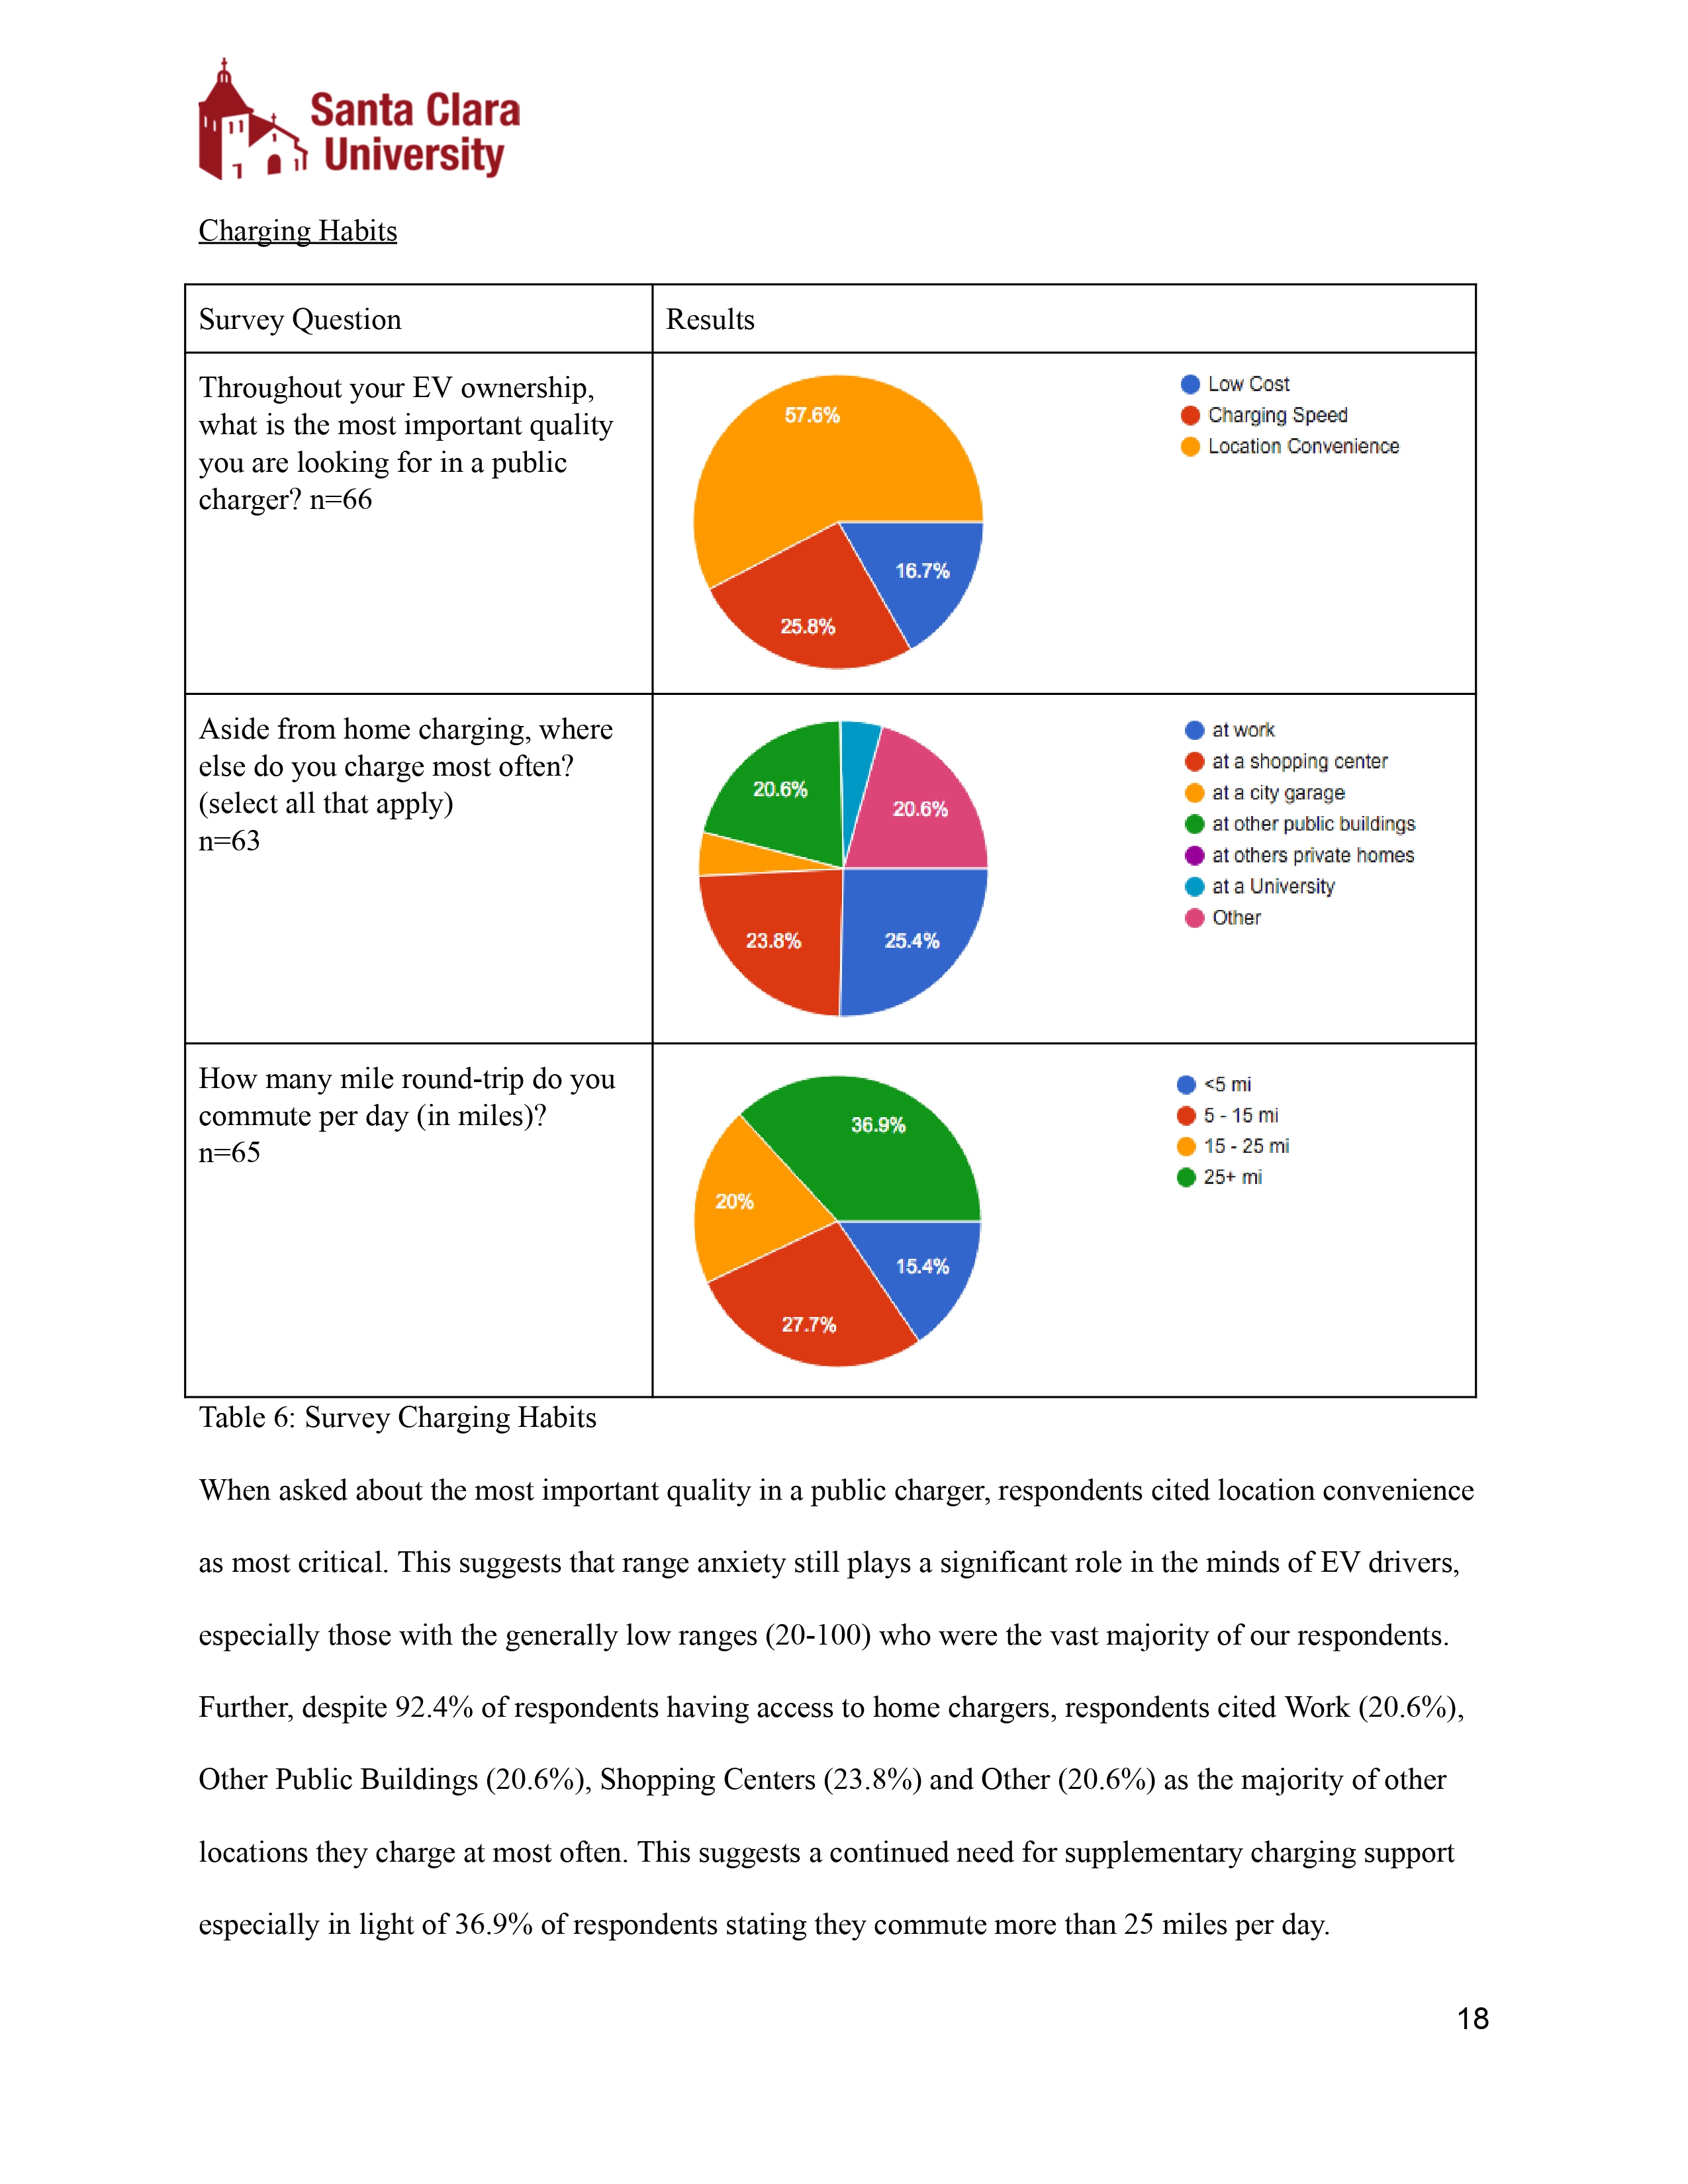 Santa Clara
University
Charging Habits
Survey Question
Results
Throughout your EV ownership,
what is the most important quality
you are looking for in a public
charger? n=66
57.6%
16.7%
25.8%
Low Cost
Charging Speed
Location Convenience
Aside from home charging, where
else do you charge most often?
(select all that apply)
n=63
20.6%
20.6%
23.8%
25.4%
at work
at a shopping center
at a city garage
at other public buildings
at others private homes
at a University
Other
How many mile round-trip do you
commute per day (in miles)?
n=65
36.9%
20%
15.4%
27.7%
<5 mi
5 - 15 mi
15 - 25 mi
25+ mi
Table 6: Survey Charging Habits
When asked about the most important quality in a public charger, respondents cited location convenience
as most critical. This suggests that range anxiety still plays a significant role in the minds of EV drivers,
especially those with the generally low ranges (20-100) who were the vast majority of our respondents.
Further, despite 92.4% of respondents having access to home chargers, respondents cited Work (20.6%),
Other Public Buildings (20.6%), Shopping Centers (23.8%) and Other (20.6%) as the majority of other
locations they charge at most often. This suggests a continued need for supplementary charging support
especially in light of 36.9% of respondents stating they commute more than 25 miles per day.
18